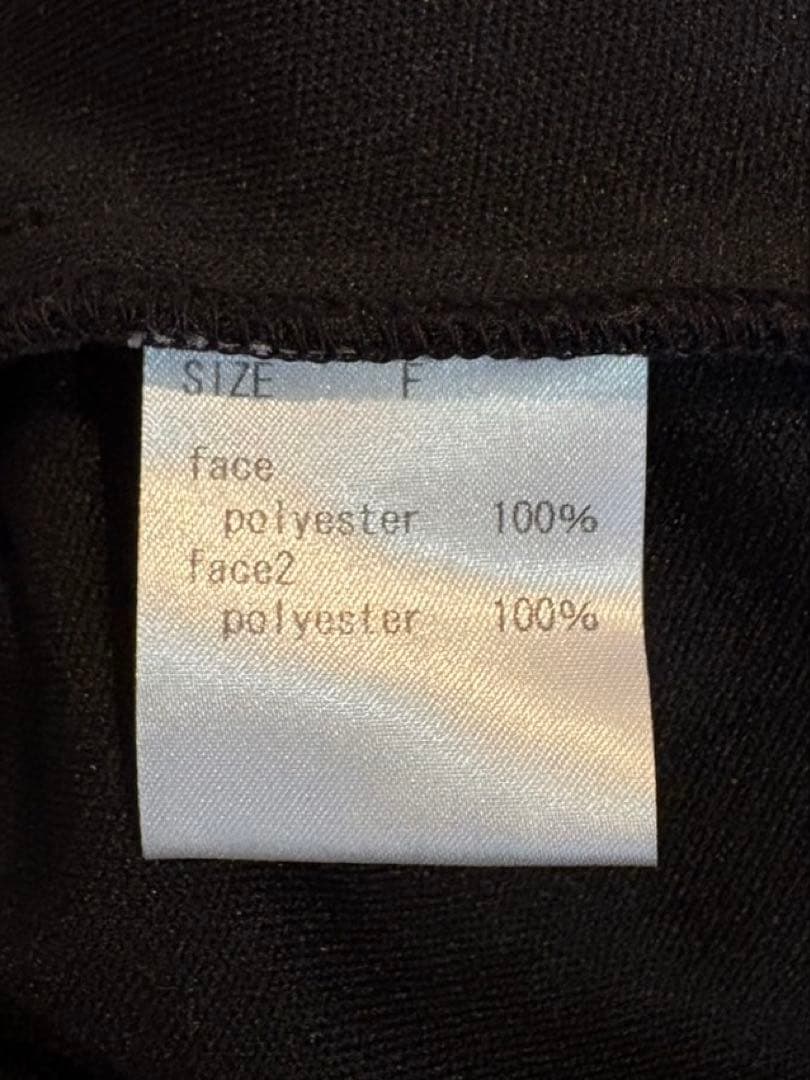 SIZE F
face
polyester 100%
face2
polyester 100%